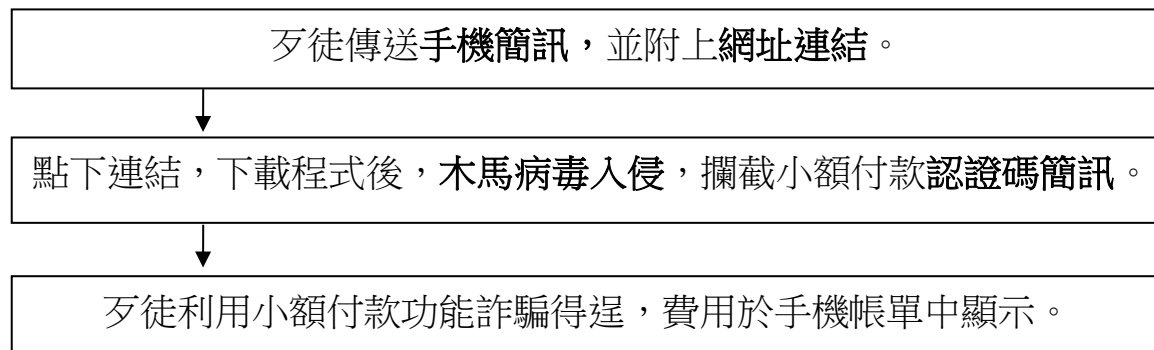 歹徒傳送手機簡訊，並附上網址連結。
點下連結，下載程式後，木馬病毒入侵，攔截小額付款認證碼簡訊。
歹徒利用小額付款功能詐騙得逞，費用於手機帳單中顯示。